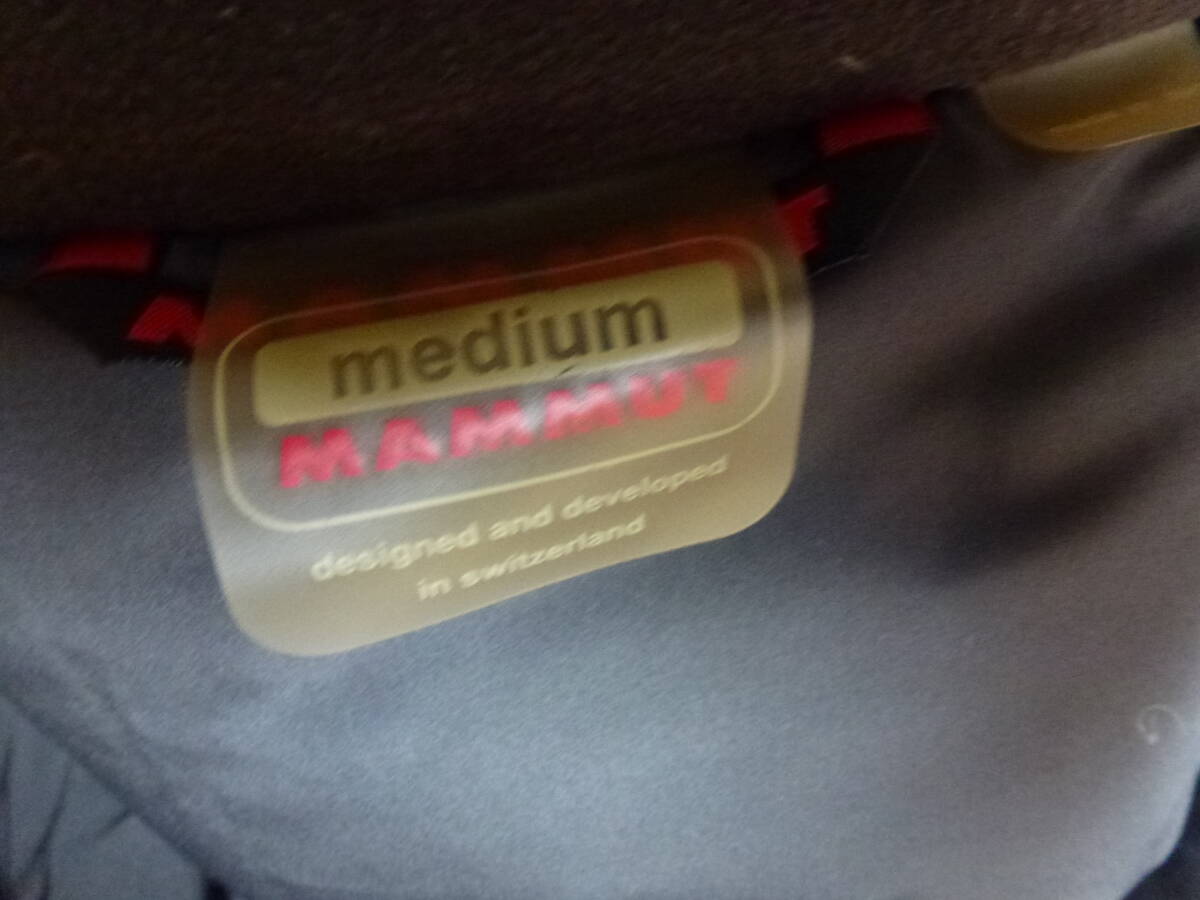 medium
MAMMUT
designed and developed
in switzerland